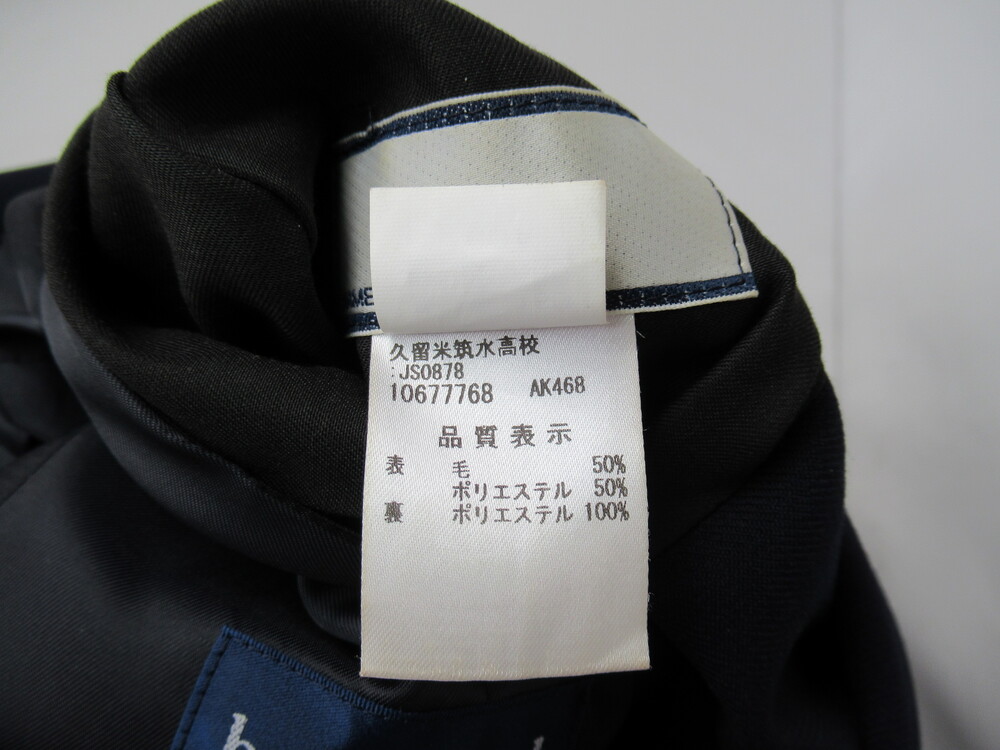 久留米筑水高校
:JS0878
10677768 AK468
品質表示
表 毛 50%
ポリエステル 50%
裏 ポリエステル 100%